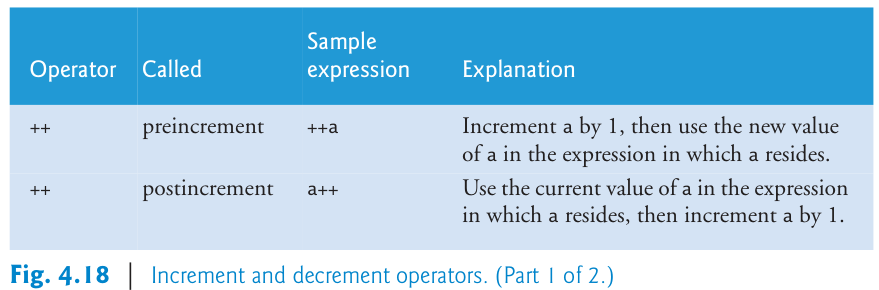 Operator Called Sample expression Explanation
++ preincrement ++a Increment a by 1, then use the new value
of a in the expression in which a resides.
++ postincrement a++ Use the current value of a in the expression
in which a resides, then increment a by 1.
Fig. 4.18 | Increment and decrement operators. (Part 1 of 2.)